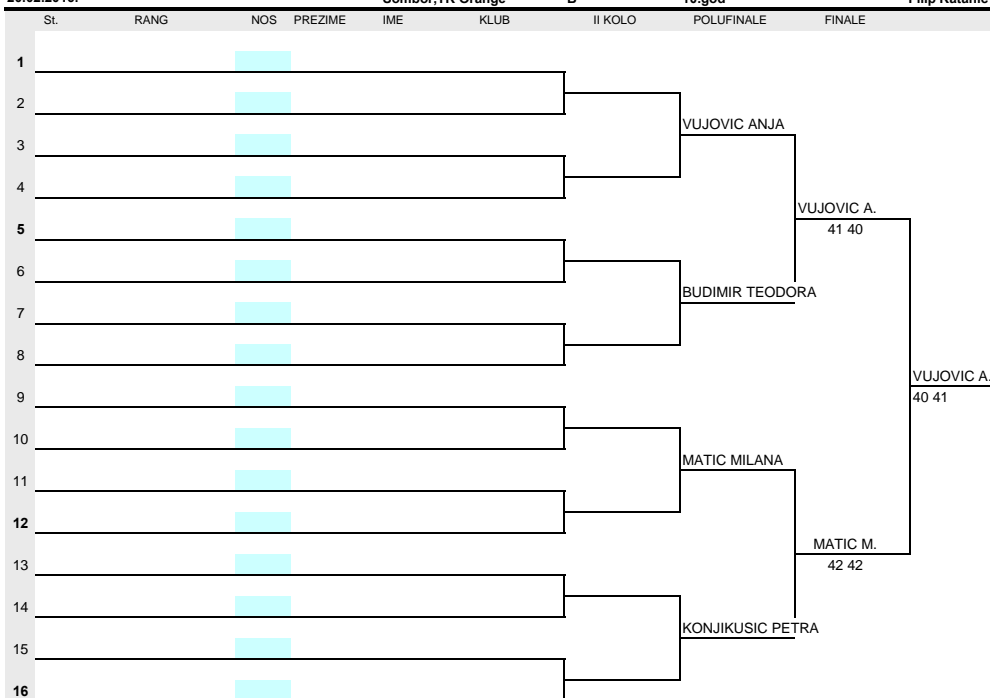 St. RANG NOS PREZIME IME KLUB II KOLO POLUFINALE FINALE
1
2
VUJOVIC ANJA
3
4
VUJOVIC A.
5
41 40
6
BUDIMIR TEODORA
7
8
VUJOVIC A.
9
40 41
10
MATIC MILANA
11
12
MATIC M.
13
42 42
14
KONJIKUSIC PETRA
15
16